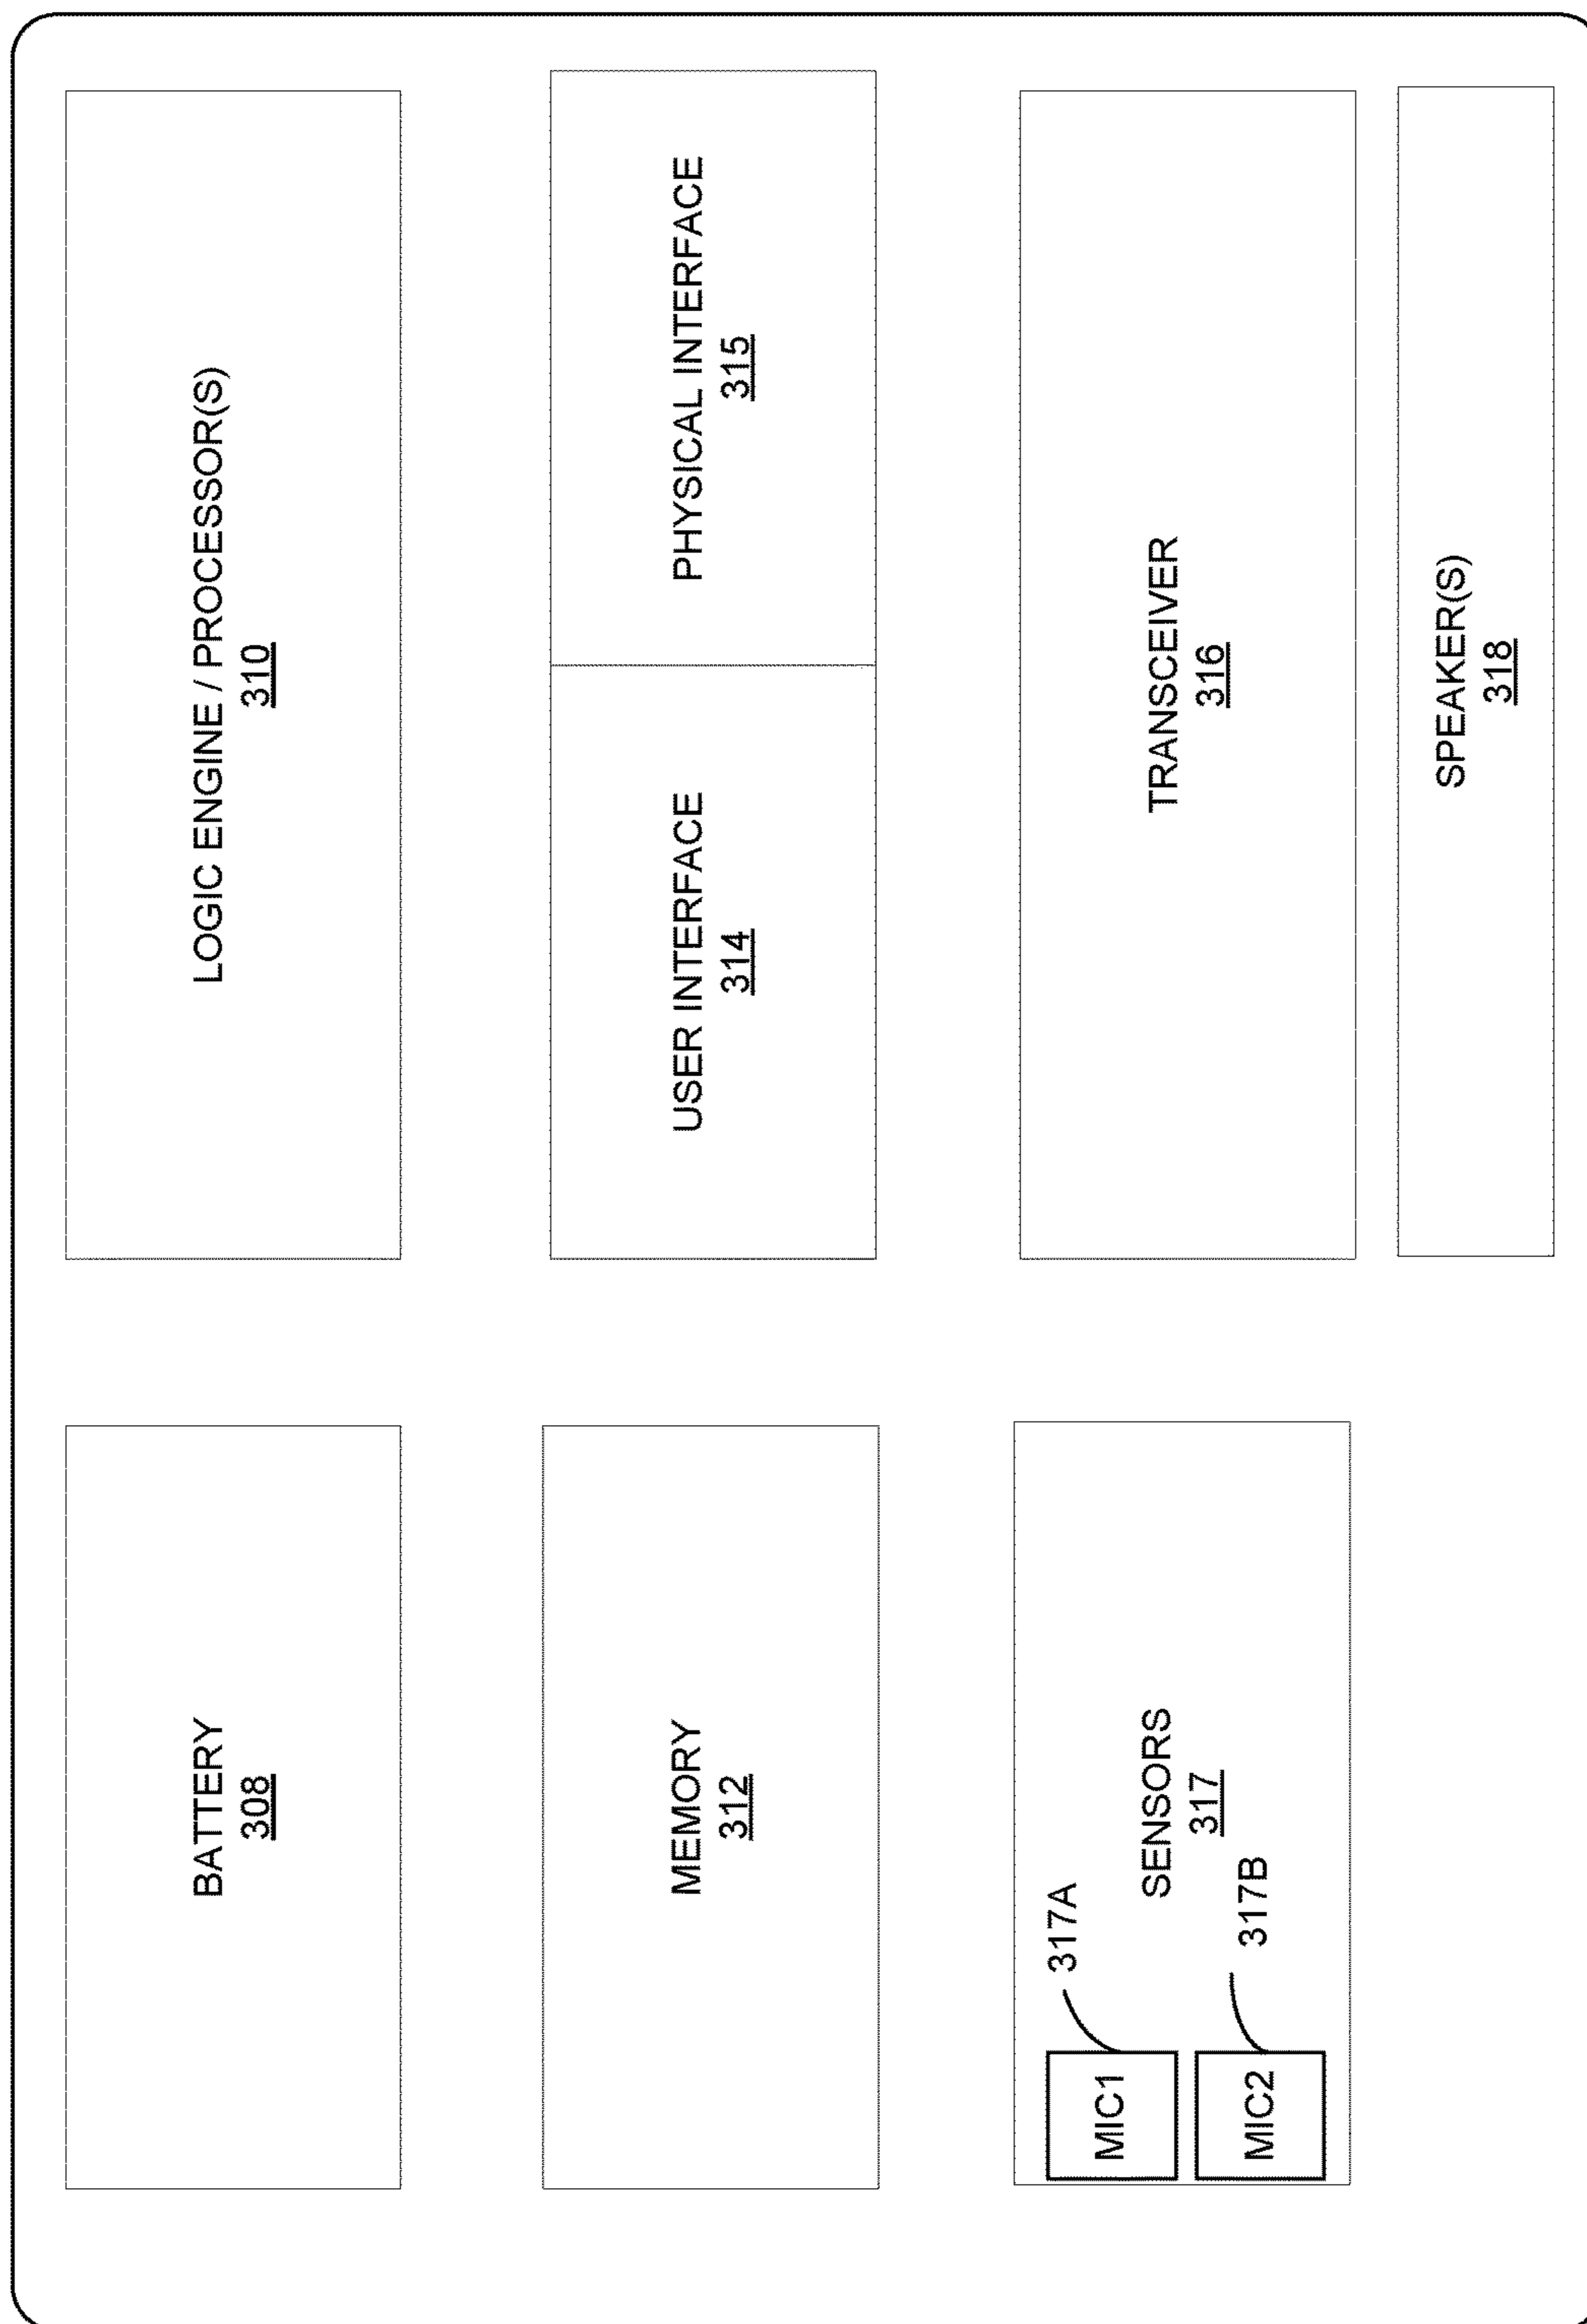 BATTERY
308
LOGIC ENGINE / PROCESSOR(S)
310
MEMORY
312
USER INTERFACE
314
PHYSICAL INTERFACE
315
MIC1
317A
SENSORS
317
MIC2
317B
TRANSCEIVER
316
SPEAKER(S)
318